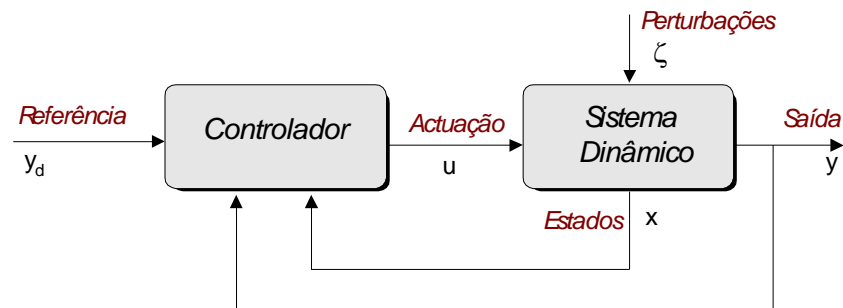 Perturbações
ζ
Referência
y_d
Controlador
Actuação
u
Sistema
Dinâmico
Saída
y
Estados
x